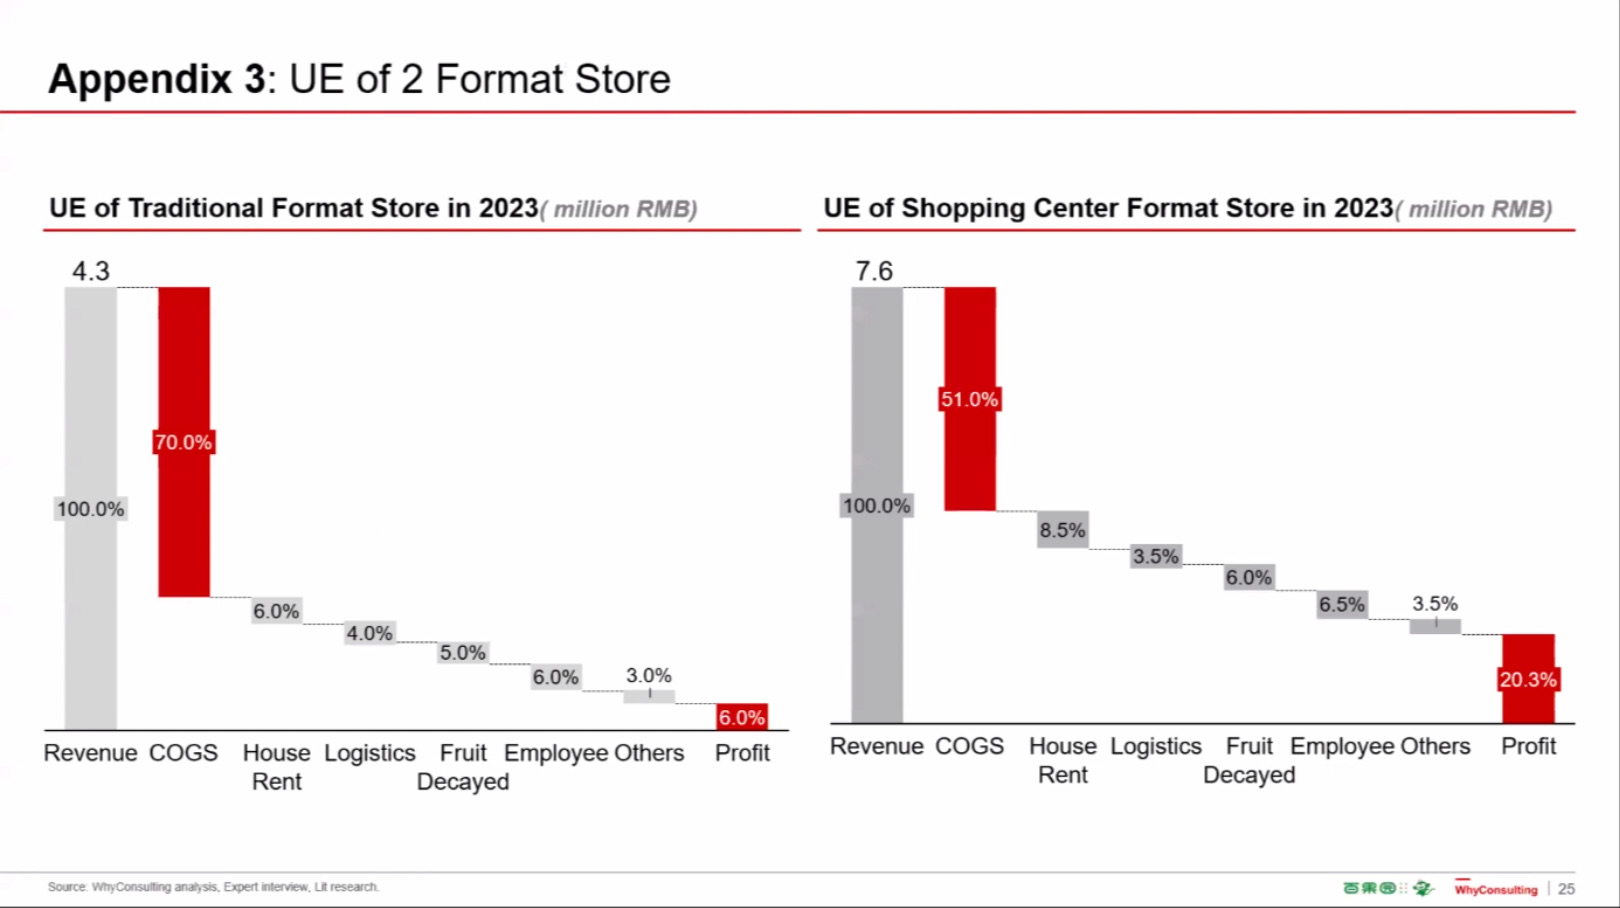 Appendix 3: UE of 2 Format Store
UE of Traditional Format Store in 2023( million RMB)
4.3
100.0%
70.0%
6.0%
4.0%
5.0%
6.0%
3.0%
6.0%
Revenue COGS House Logistics Fruit Employee Others Profit
Rent Decayed
UE of Shopping Center Format Store in 2023( million RMB)
7.6
100.0%
51.0%
8.5%
3.5%
6.0%
6.5%
3.5%
20.3%
Revenue COGS House Logistics Fruit Employee Others Profit
Rent Decayed
Source: WhyConsulting analysis, Expert interview, Lit research.
百果园 WhyConsulting 25